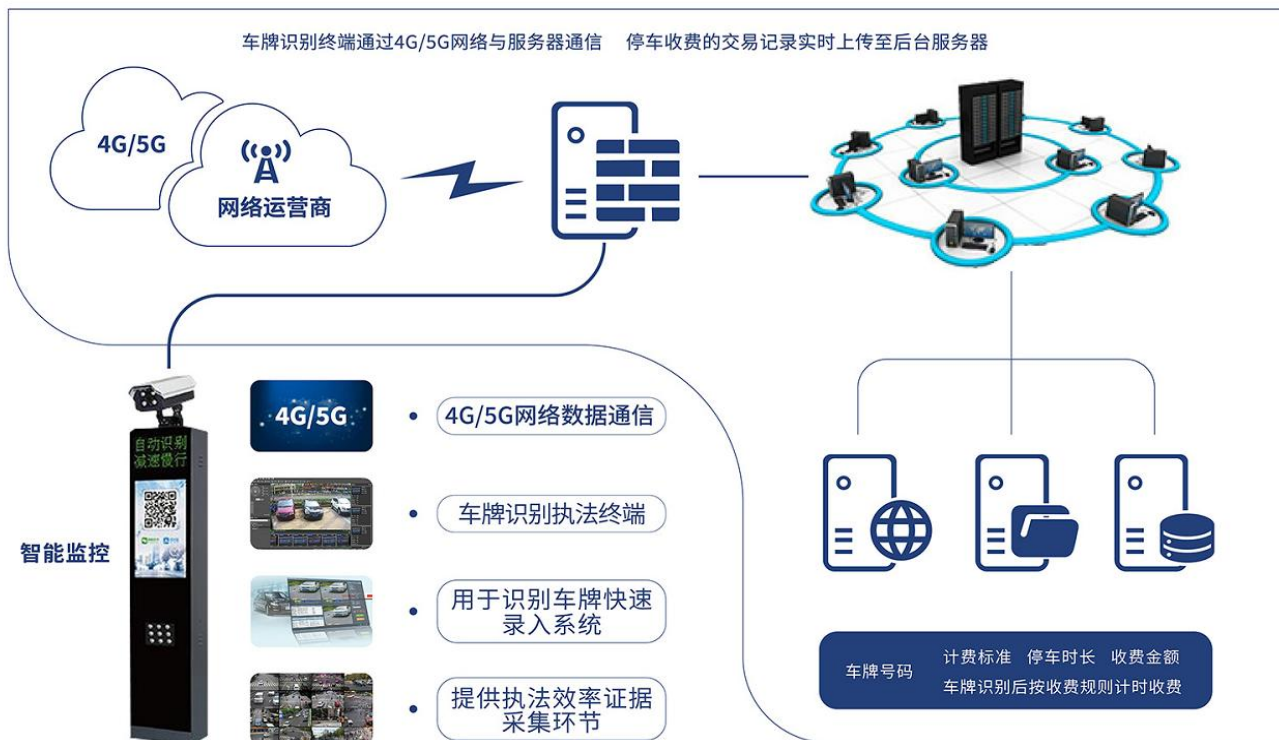 车牌识别终端通过4G/5G网络与服务器通信 停车收费的交易记录实时上传至后台服务器
4G/5G
网络运营商
自动识别
减速慢行
智能监控
4G/5G
4G/5G网络数据通信
车牌识别执法终端
用于识别车牌快速
录入系统
提供执法效率证据
采集环节
车牌号码
计费标准 停车时长 收费金额
车牌识别后按收费规则计时收费